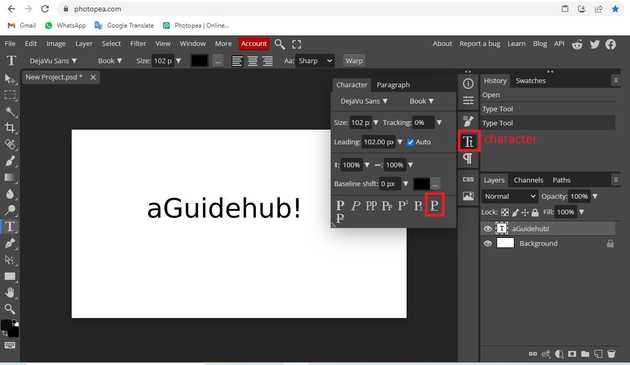 photopea.com
Gmail WhatsApp Google Translate Photopea | Online...
File Edit Image Layer Select Filter View Window More Account About Report a bug Learn Blog API
T DejaVu Sans Book Size: 102 p ... Aa: Sharp Warp
New Project.psd *
Character Paragraph
DejaVu Sans Book
Size: 102 p Tracking: 0%
Leading: 102.00 px Auto
100% 100%
Baseline shift: 0 px ...
P P PP Pp P P P
P
Tt character
CSS
History Swatches
Open
Type Tool
Type Tool
Layers Channels Paths
Normal Opacity: 100%
Lock: Fill: 100%
T aGuidehub!
Background
aGuidehub!